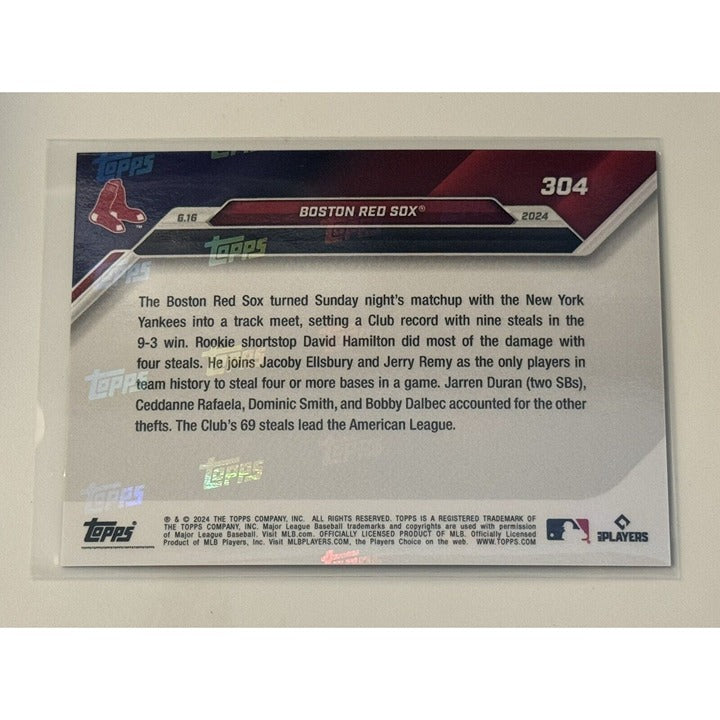 304
BOSTON RED SOX®
6.16
2024
The Boston Red Sox turned Sunday night's matchup with the New York
Yankees into a track meet, setting a Club record with nine steals in the
9-3 win. Rookie shortstop David Hamilton did most of the damage with
four steals. He joins Jacoby Ellsbury and Jerry Remy as the only players in
team history to steal four or more bases in a game. Jarren Duran (two SBs),
Ceddanne Rafaela, Dominic Smith, and Bobby Dalbec accounted for the other
thefts. The Club's 69 steals lead the American League.
TOPPS
® & © 2024 THE TOPPS COMPANY, INC. ALL RIGHTS RESERVED. TOPPS IS A REGISTERED TRADEMARK OF
THE TOPPS COMPANY, INC. Major League Baseball trademarks and copyrights are used with permission
of Major League Baseball. Visit MLB.com. OFFICIALLY LICENSED PRODUCT OF MLB. Officially Licensed
Product of MLB Players, Inc. Visit MLBPLAYERS.com, the Players Choice on the web. WWW.TOPPS.COM
MLB PLAYERS